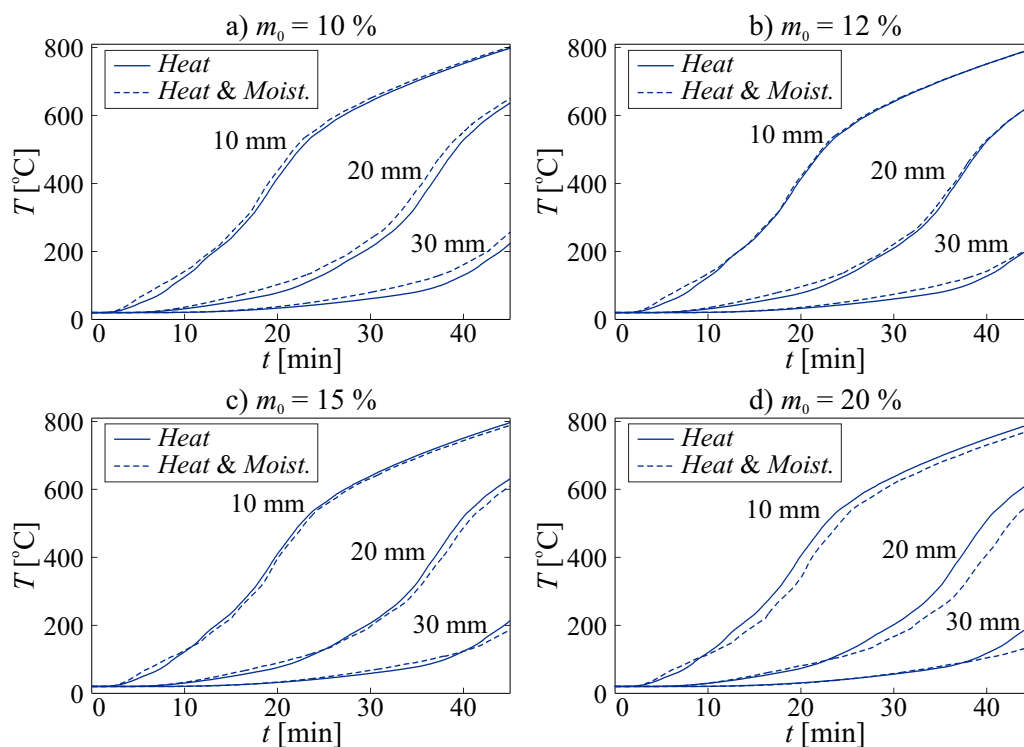 a) m₀ = 10 %
800
600
400
200
0
T [°C]
Heat
Heat & Moist.
10 mm
20 mm
30 mm
0 10 20 30 40
t [min]
b) m₀ = 12 %
800
600
400
200
0
T [°C]
Heat
Heat & Moist.
10 mm
20 mm
30 mm
0 10 20 30 40
t [min]
c) m₀ = 15 %
800
600
400
200
0
T [°C]
Heat
Heat & Moist.
10 mm
20 mm
30 mm
0 10 20 30 40
t [min]
d) m₀ = 20 %
800
600
400
200
0
T [°C]
Heat
Heat & Moist.
10 mm
20 mm
30 mm
0 10 20 30 40
t [min]